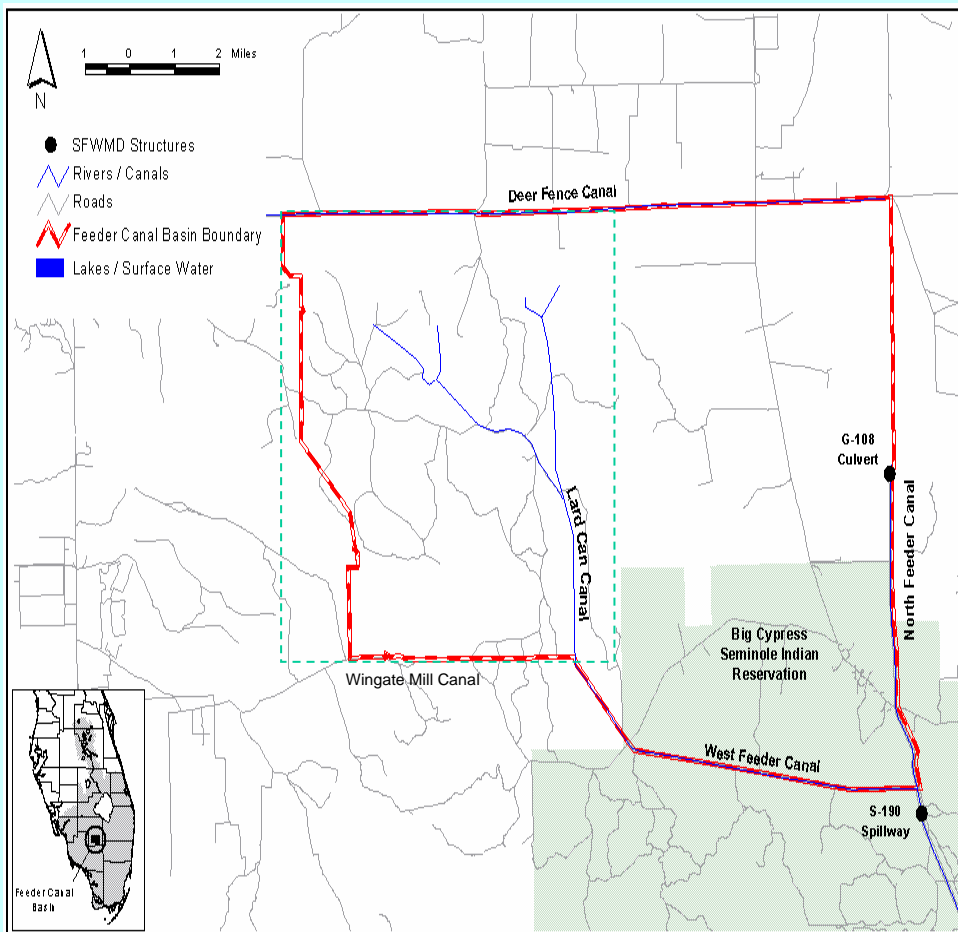 1 0 1 2 Miles
N
SFWMD Structures
Rivers / Canals
Roads
Feeder Canal Basin Boundary
Lakes / Surface Water
Deer Fence Canal
G-108
Culvert
Lard Can Canal
North Feeder Canal
Big Cypress
Seminole Indian
Reservation
Wingate Mill Canal
West Feeder Canal
S-190
Spillway
Feeder Canal
Basin